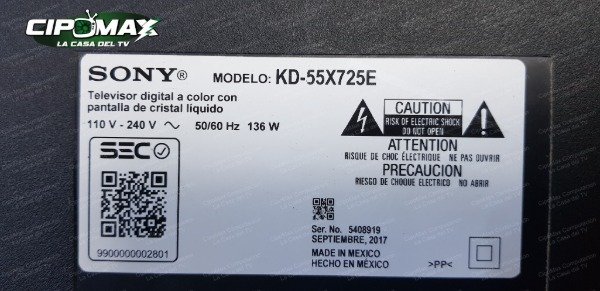 CIPOMAX
LA CASA DEL TV
SONY® MODELO: KD-55X725E
Televisor digital a color con
pantalla de cristal líquido
110 V - 240 V ~ 50/60 Hz 136 W
SEC
9900000002801
CAUTION
RISK OF ELECTRIC SHOCK
DO NOT OPEN
ATTENTION
RISQUE DE CHOC ÉLECTRIQUE NE PAS OUVRIR
PRECAUCION
RIESGO DE CHOQUE ELECTRICO NO ABRIR
Ser. No. 5408919
SEPTIEMBRE, 2017
MADE IN MEXICO
HECHO EN MÉXICO >PP<